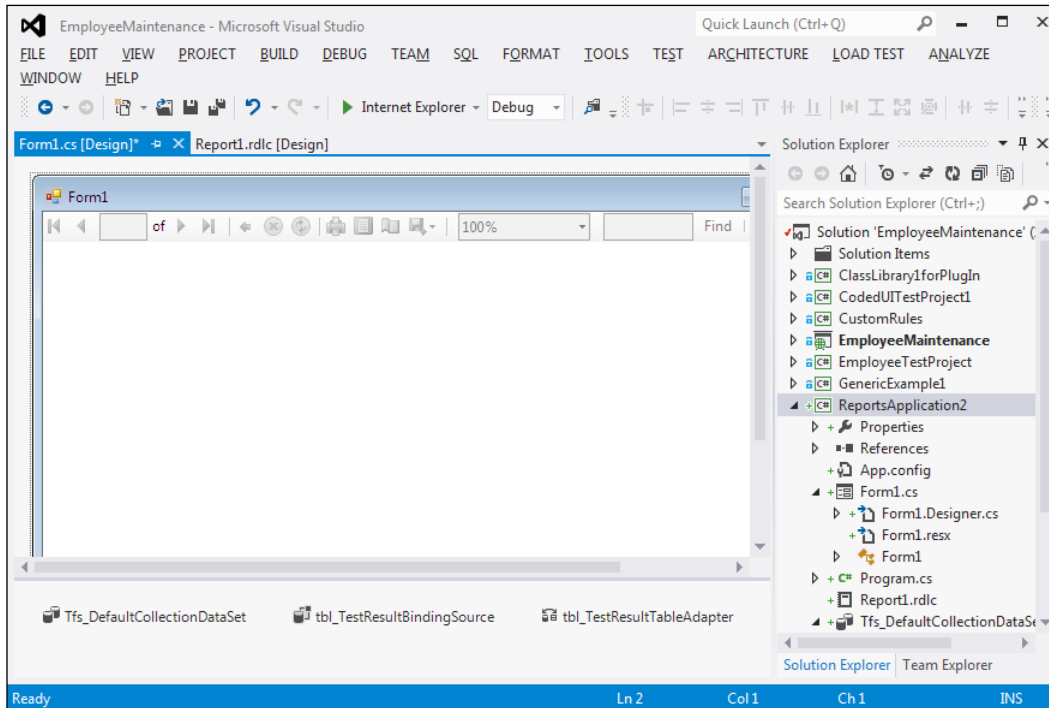 EmployeeMaintenance - Microsoft Visual Studio
Quick Launch (Ctrl+Q)
FILE EDIT VIEW PROJECT BUILD DEBUG TEAM SQL FORMAT TOOLS TEST ARCHITECTURE LOAD TEST ANALYZE
WINDOW HELP
Internet Explorer Debug
Form1.cs [Design]* Report1.rdlc [Design]
Form1
of 100% Find
Tfs_DefaultCollectionDataSet tbl_TestResultBindingSource tbl_TestResultTableAdapter
Solution Explorer
Search Solution Explorer (Ctrl+;)
Solution 'EmployeeMaintenance' (
Solution Items
ClassLibrary1forPlugIn
CodedUITestProject1
CustomRules
EmployeeMaintenance
EmployeeTestProject
GenericExample1
ReportsApplication2
Properties
References
App.config
Form1.cs
Form1.Designer.cs
Form1.resx
Form1
Program.cs
Report1.rdlc
Tfs_DefaultCollectionDataSe
Solution Explorer Team Explorer
Ready Ln 2 Col 1 Ch 1 INS